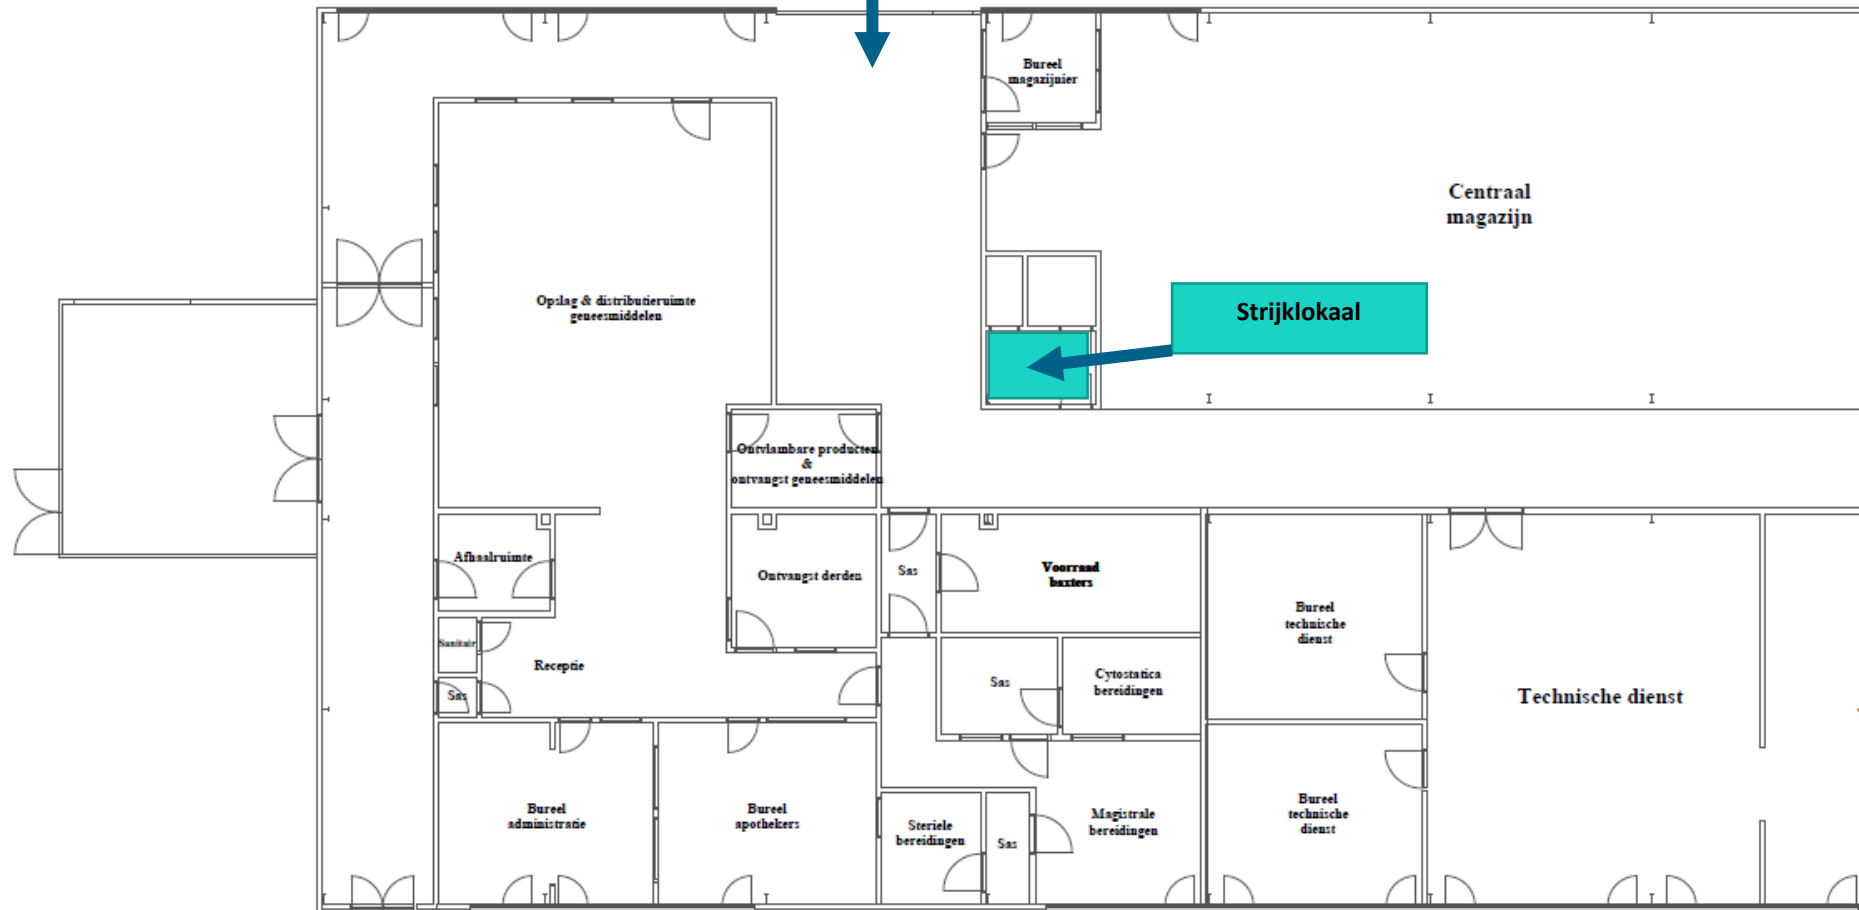 Bureel
magazijnier
Centraal
magazijn
Opslag & distributieruimte
geneesmiddelen
Strijklokaal
Ontvlambare producten
&
ontvangst geneesmiddelen
Afhaalruimte
Ontvangst derden
Sas
Voorraad
baxters
Bureel
technische
dienst
Sanitair
Receptie
Sas
Sas
Cytostatica
bereidingen
Technische dienst
Bureel
administratie
Bureel
apothekers
Steriele
bereidingen
Sas
Magistrale
bereidingen
Bureel
technische
dienst